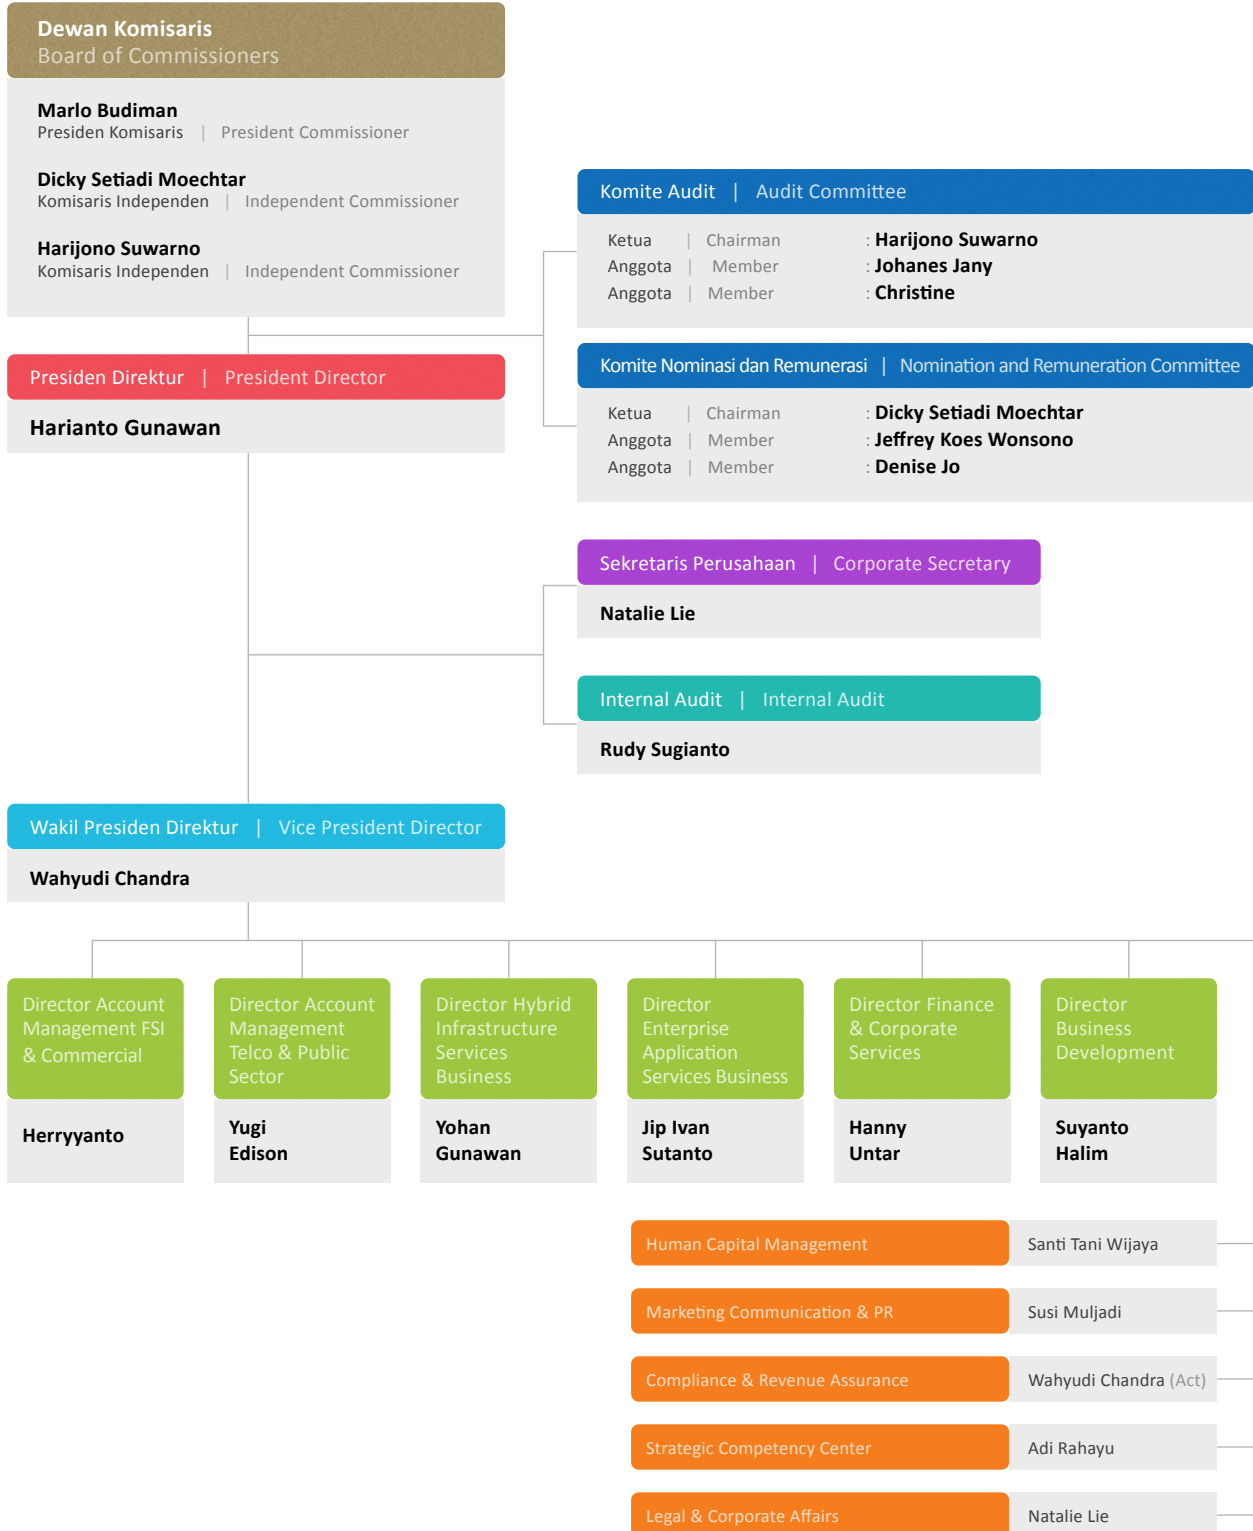 Dewan Komisaris
Board of Commissioners
Marlo Budiman
Presiden Komisaris | President Commissioner
Dicky Setiadi Moechtar
Komisaris Independen | Independent Commissioner
Harijono Suwarno
Komisaris Independen | Independent Commissioner
Komite Audit | Audit Committee
Ketua | Chairman : Harijono Suwarno
Anggota | Member : Johanes Jany
Anggota | Member : Christine
Presiden Direktur | President Director
Harianto Gunawan
Komite Nominasi dan Remunerasi | Nomination and Remuneration Committee
Ketua | Chairman : Dicky Setiadi Moechtar
Anggota | Member : Jeffrey Koes Wonsono
Anggota | Member : Denise Jo
Sekretaris Perusahaan | Corporate Secretary
Natalie Lie
Internal Audit | Internal Audit
Rudy Sugianto
Wakil Presiden Direktur | Vice President Director
Wahyudi Chandra
Director Account
Management FSI
& Commercial
Herryyanto
Director Account
Management
Telco & Public
Sector
Yugi
Edison
Director Hybrid
Infrastructure
Services
Business
Yohan
Gunawan
Director
Enterprise
Application
Services Business
Jip Ivan
Sutanto
Director Finance
& Corporate
Services
Hanny
Untar
Director
Business
Development
Suyanto
Halim
Human Capital Management Santi Tani Wijaya
Marketing Communication & PR Susi Muljadi
Compliance & Revenue Assurance Wahyudi Chandra (Act)
Strategic Competency Center Adi Rahayu
Legal & Corporate Affairs Natalie Lie